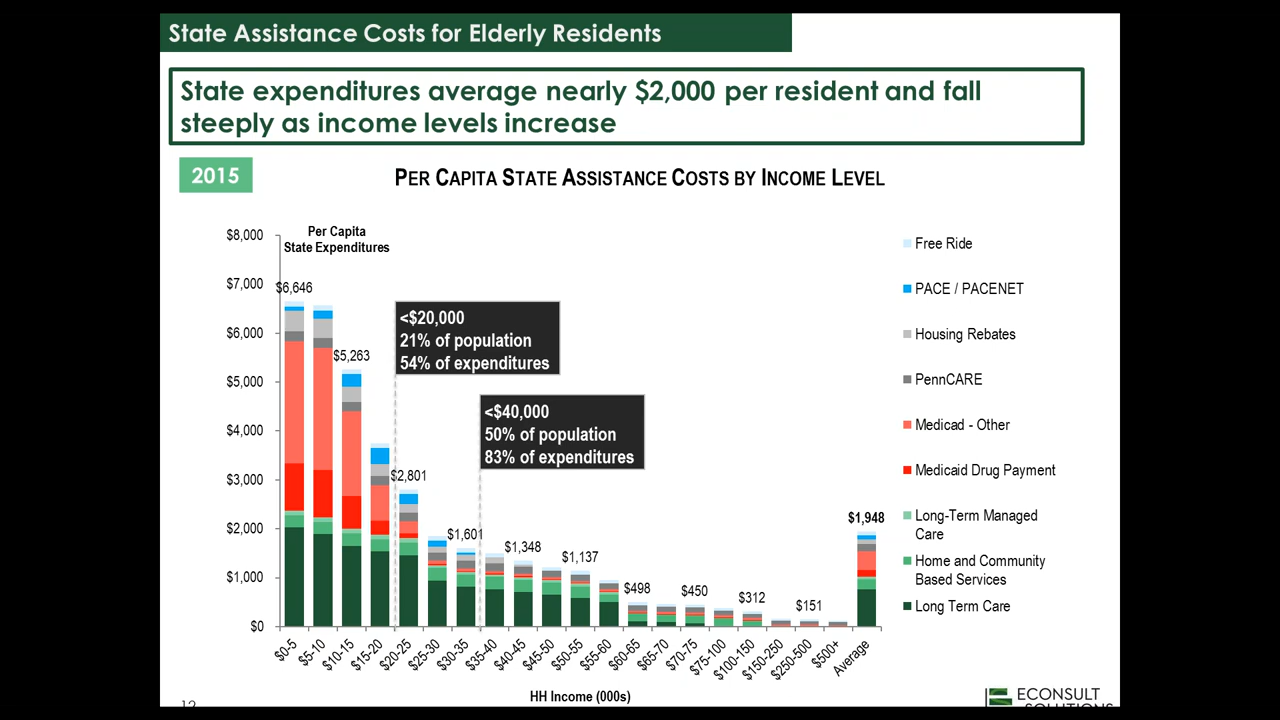 State Assistance Costs for Elderly Residents
State expenditures average nearly $2,000 per resident and fall
steeply as income levels increase
2015
PER CAPITA STATE ASSISTANCE COSTS BY INCOME LEVEL
Per Capita
State Expenditures
$8,000
$7,000
$6,000
$5,000
$4,000
$3,000
$2,000
$1,000
$0
$6,646
$5,263
$2,801
$1,601
$1,348
$1,137
$498
$450
$312
$151
$1,948
<$20,000
21% of population
54% of expenditures
<$40,000
50% of population
83% of expenditures
Free Ride
PACE / PACENET
Housing Rebates
PennCARE
Medicad - Other
Medicaid Drug Payment
Long-Term Managed
Care
Home and Community
Based Services
Long Term Care
$0-5
$5-10
$10-15
$15-20
$20-25
$25-30
$30-35
$35-40
$40-45
$45-50
$50-55
$55-60
$60-65
$65-70
$70-75
$75-100
$100-150
$150-250
$250-500
$500+
Average
HH Income (000s)
12
ECONSULT
SOLUTIONS